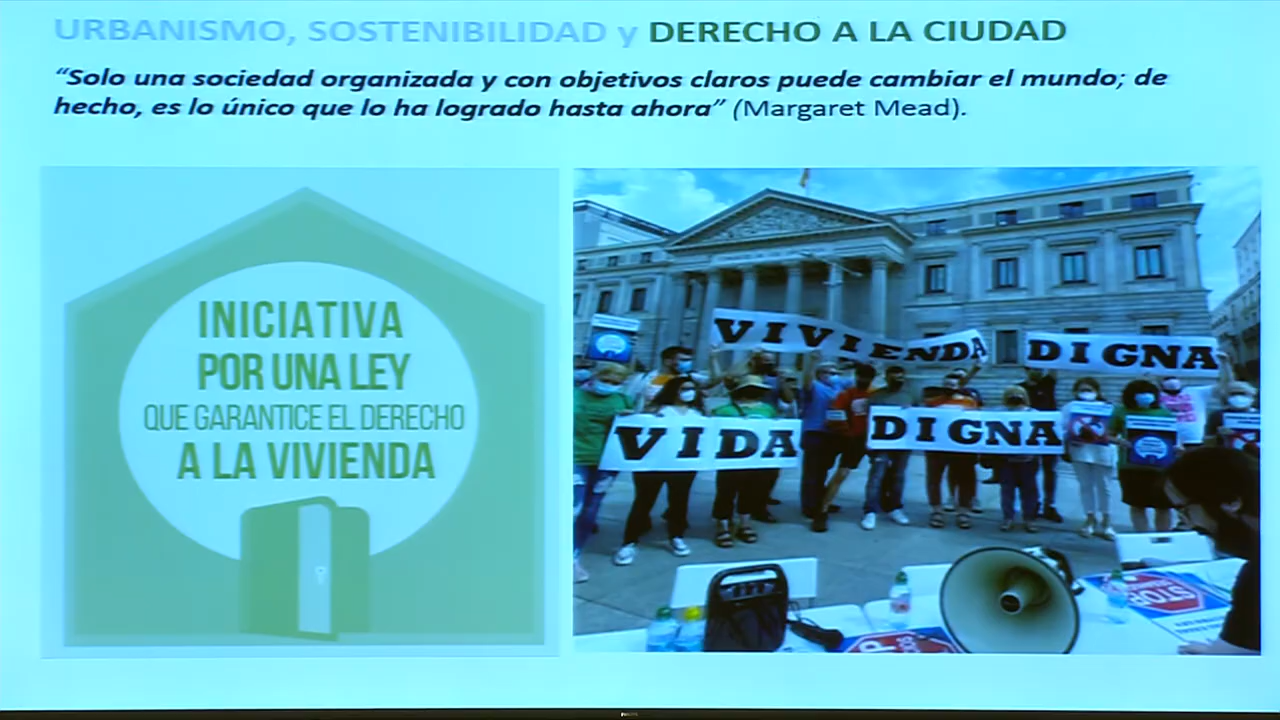 URBANISMO, SOSTENIBILIDAD y DERECHO A LA CIUDAD
“Solo una sociedad organizada y con objetivos claros puede cambiar el mundo; de
hecho, es lo único que lo ha logrado hasta ahora” (Margaret Mead).
INICIATIVA
POR UNA LEY
QUE GARANTICE EL DERECHO
A LA VIVIENDA
VIVIENDA
DIGNA
VIDA
DIGNA
STOP